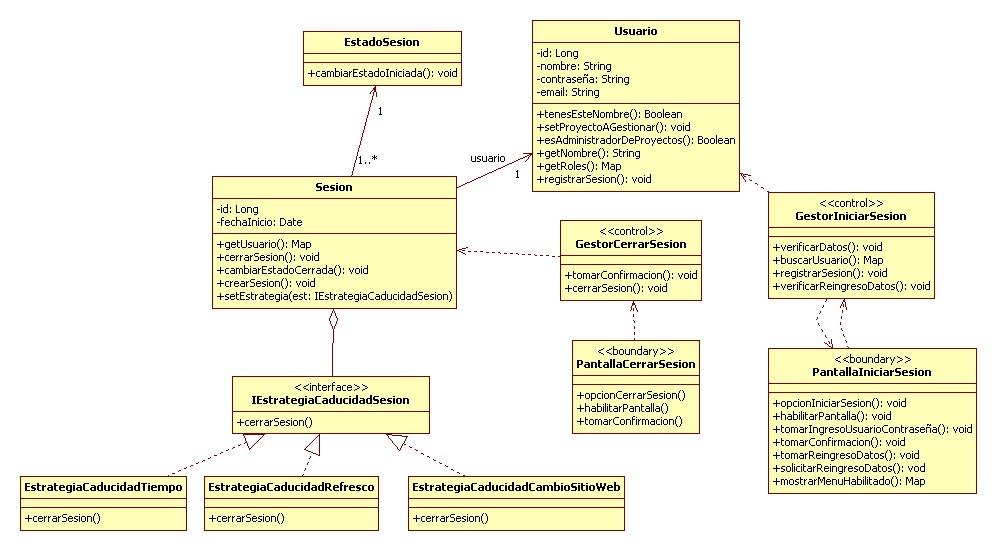 EstadoSesion
+cambiarEstadoIniciada(): void
Usuario
-id: Long
-nombre: String
-contraseña: String
-email: String
+tenesEsteNombre(): Boolean
+setProyectoAGestionar(): void
+esAdministradorDeProyectos(): Boolean
+getNombre(): String
+getRoles(): Map
+registrarSesion(): void
1
1..*
usuario
1
Sesion
-id: Long
-fechaInicio: Date
+getUsuario(): Map
+cerrarSesion(): void
+cambiarEstadoCerrada(): void
+crearSesion(): void
+setEstrategia(est: IEstrategiaCaducidadSesion)
<<control>>
GestorCerrarSesion
+tomarConfirmacion(): void
+cerrarSesion(): void
<<control>>
GestorIniciarSesion
+verificarDatos(): void
+buscarUsuario(): Map
+registrarSesion(): void
+verificarReingresoDatos(): void
<<boundary>>
PantallaCerrarSesion
+opcionCerrarSesion()
+habilitarPantalla()
+tomarConfirmacion()
<<boundary>>
PantallaIniciarSesion
+opcionIniciarSesion(): void
+habilitarPantalla(): void
+tomarIngresoUsuarioContraseña(): void
+tomarConfirmacion(): void
+tomarReingresoDatos(): void
+solicitarReingresoDatos(): vod
+mostrarMenuHabilitado(): Map
<<interface>>
IEstrategiaCaducidadSesion
+cerrarSesion()
EstrategiaCaducidadTiempo
+cerrarSesion()
EstrategiaCaducidadRefresco
+cerrarSesion()
EstrategiaCaducidadCambioSitioWeb
+cerrarSesion()